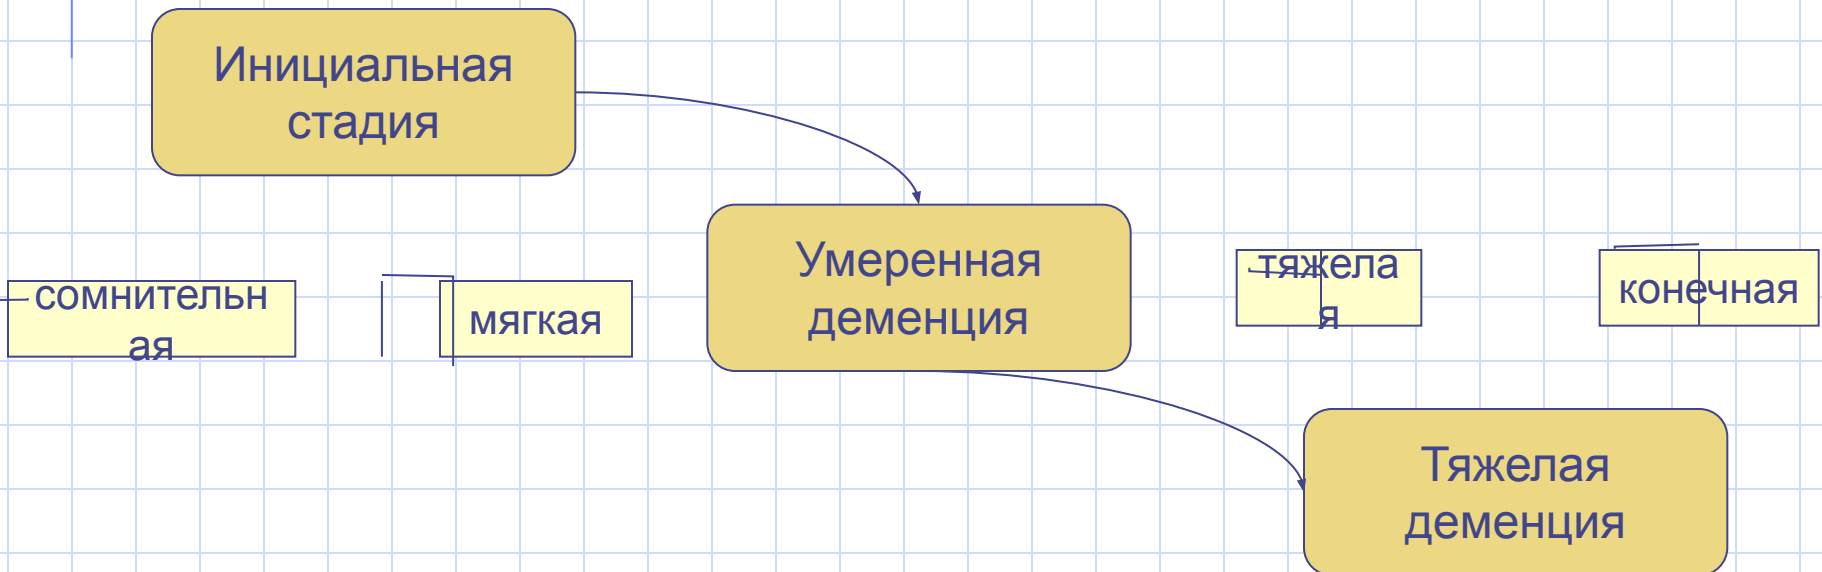 Инициальная
стадия
Умеренная
деменция
сомнительн
ая
мягкая
тяжела
я
конечная
Тяжелая
деменция